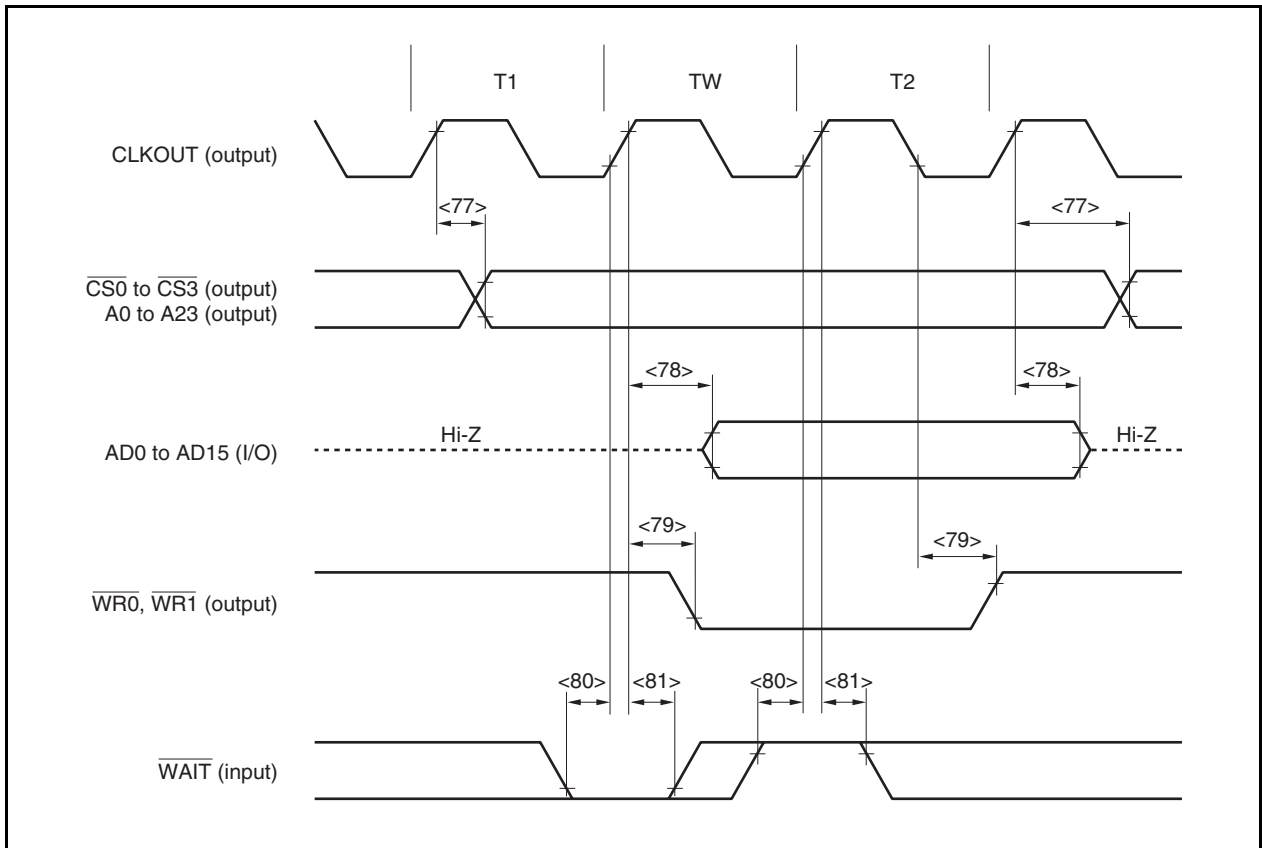 T1 TW T2
CLKOUT (output)
<77> <77>
CS0 to CS3 (output)
A0 to A23 (output)
<78> <78>
Hi-Z Hi-Z
AD0 to AD15 (I/O)
<79> <79>
WR0, WR1 (output)
<80> <81> <80> <81>
WAIT (input)